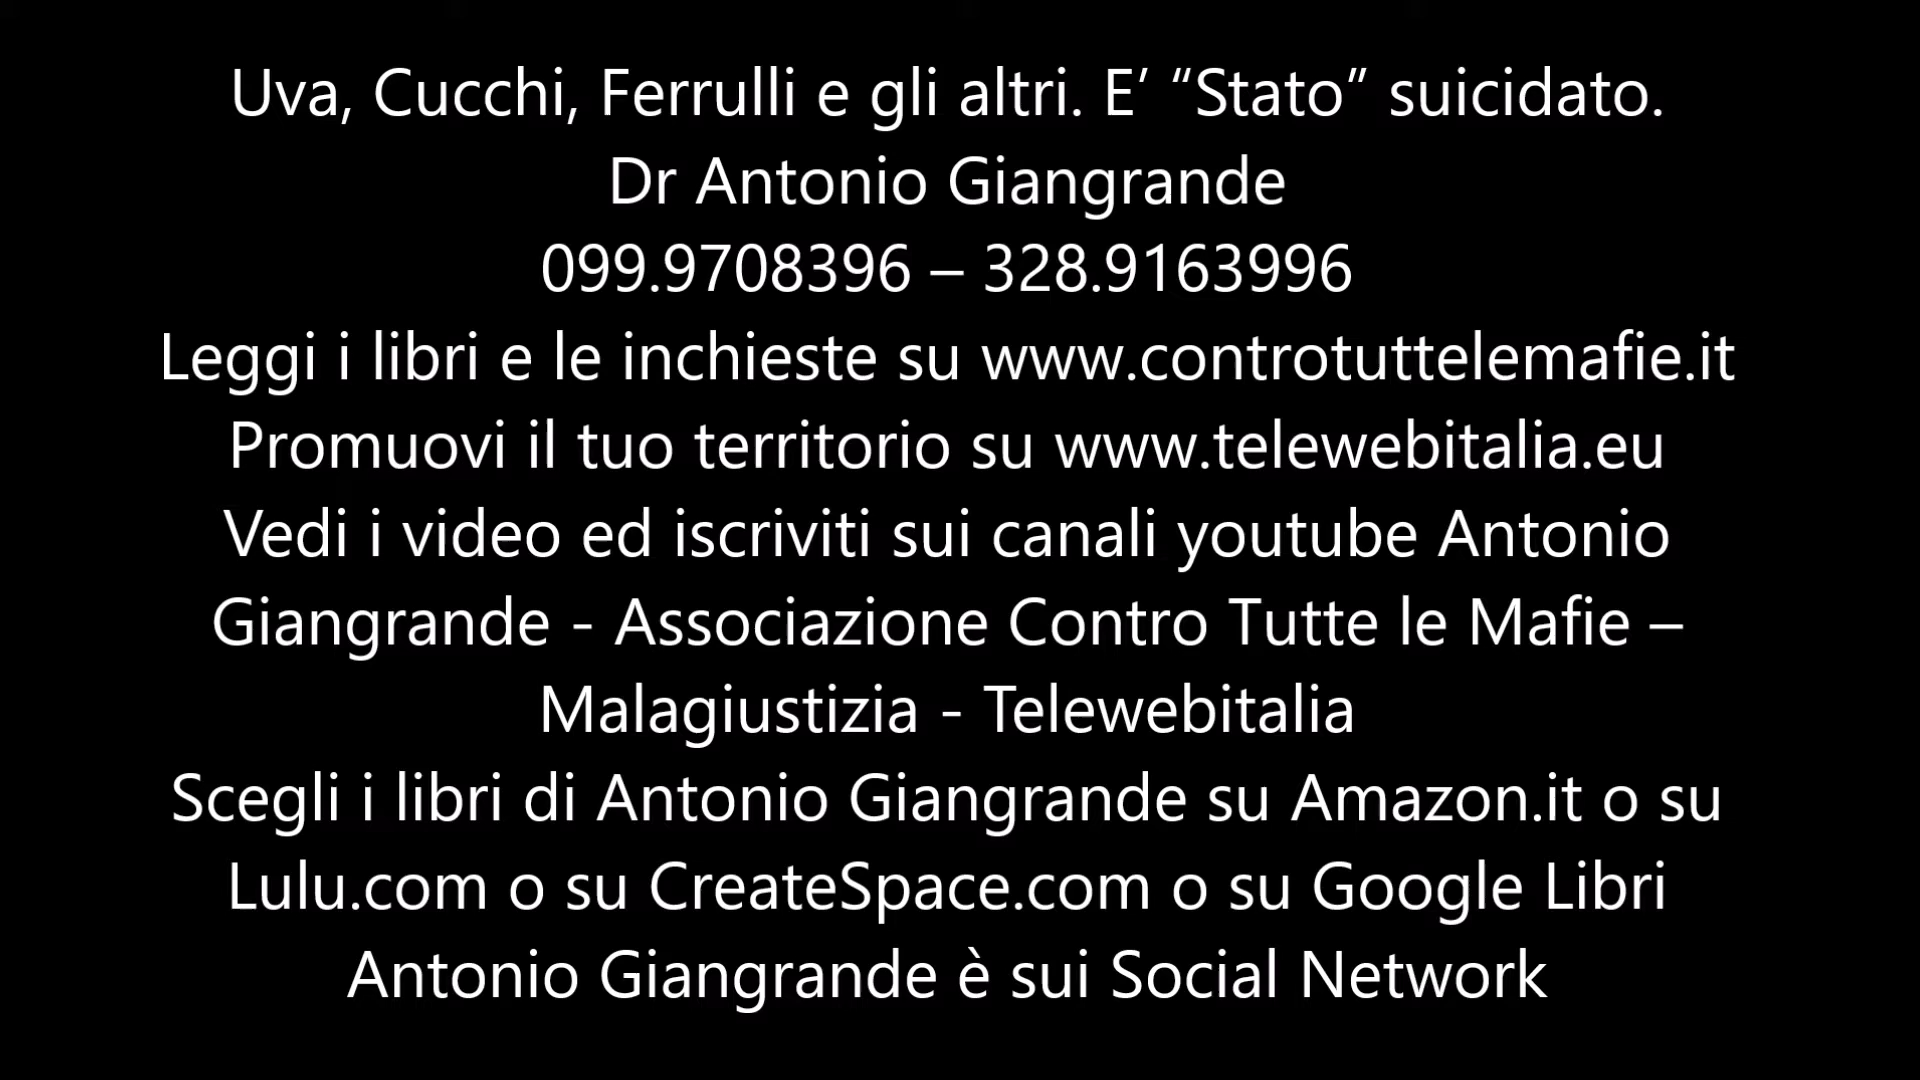 Uva, Cucchi, Ferrulli e gli altri. E’ “Stato” suicidato.
Dr Antonio Giangrande
099.9708396 – 328.9163996
Leggi i libri e le inchieste su www.controtuttelemafie.it
Promuovi il tuo territorio su www.telewebitalia.eu
Vedi i video ed iscriviti sui canali youtube Antonio
Giangrande - Associazione Contro Tutte le Mafie –
Malagiustizia - Telewebitalia
Scegli i libri di Antonio Giangrande su Amazon.it o su
Lulu.com o su CreateSpace.com o su Google Libri
Antonio Giangrande è sui Social Network